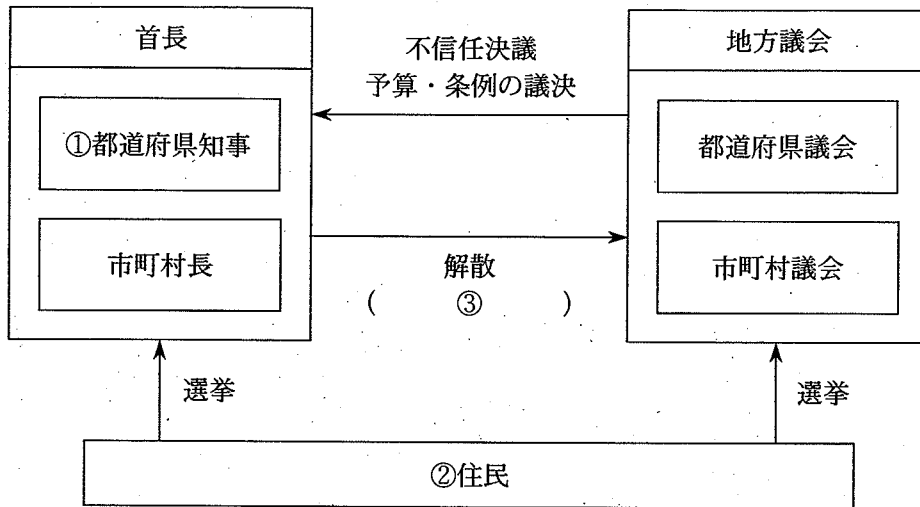 首長
地方議会
不信任決議
予算・条例の議決
①都道府県知事
都道府県議会
市町村長
市町村議会
解散
( ③ )
選挙
選挙
②住民